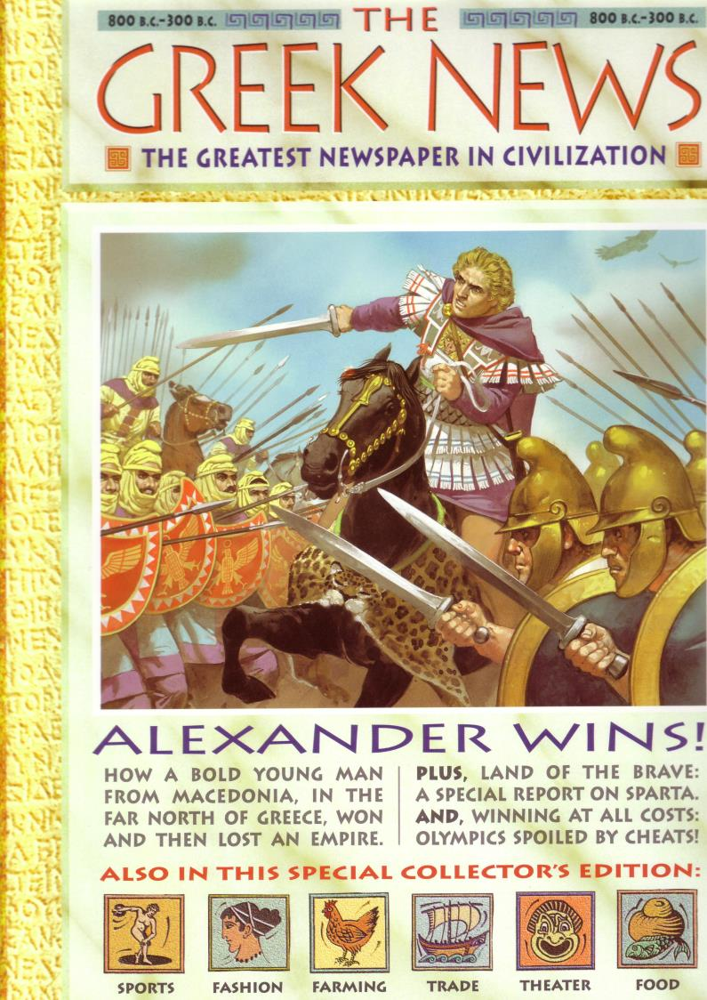 800 B.C.–300 B.C.
THE
800 B.C.–300 B.C.
GREEK NEWS
THE GREATEST NEWSPAPER IN CIVILIZATION
ALEXANDER WINS!
HOW A BOLD YOUNG MAN
FROM MACEDONIA, IN THE
FAR NORTH OF GREECE, WON
AND THEN LOST AN EMPIRE.
PLUS, LAND OF THE BRAVE:
A SPECIAL REPORT ON SPARTA.
AND, WINNING AT ALL COSTS:
OLYMPICS SPOILED BY CHEATS!
ALSO IN THIS SPECIAL COLLECTOR'S EDITION:
SPORTS
FASHION
FARMING
TRADE
THEATER
FOOD